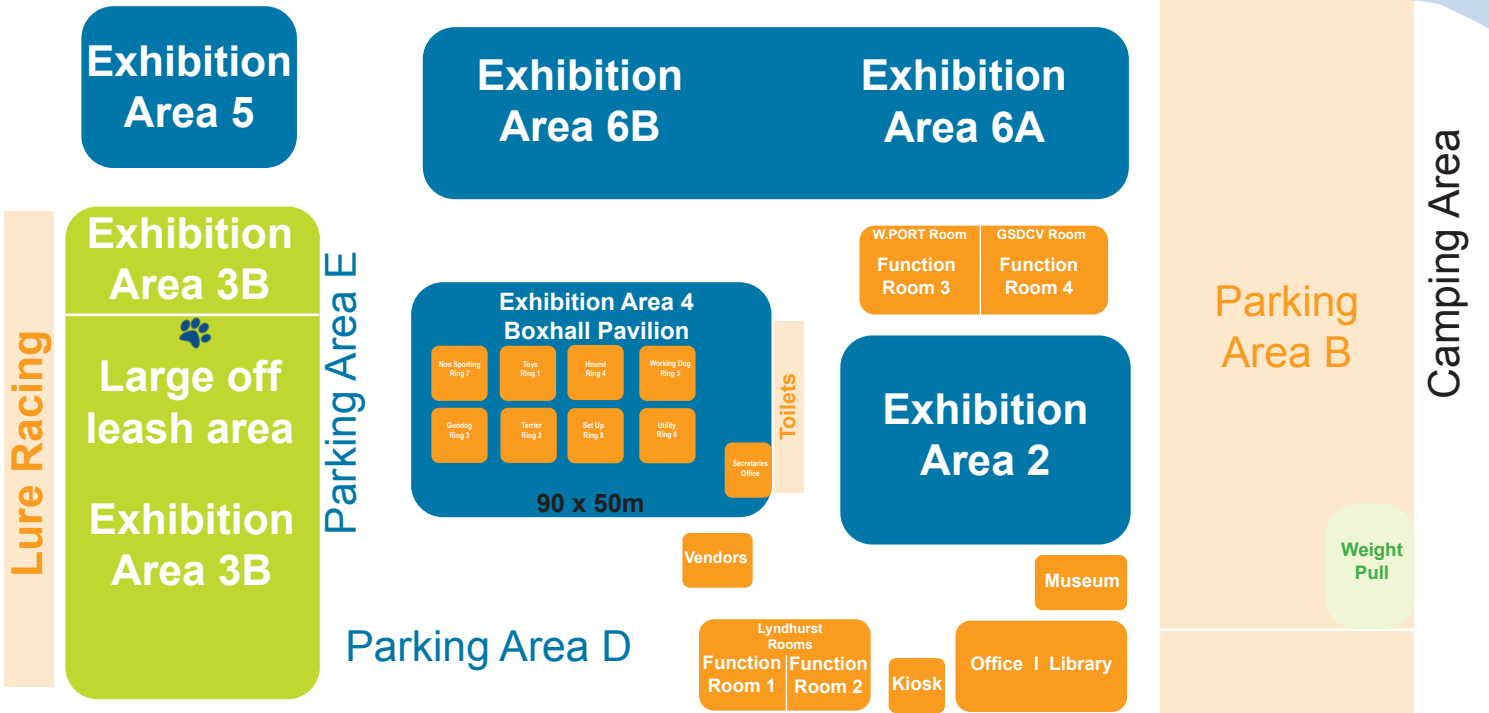 Exhibition
Area 5
Exhibition
Area 6B
Exhibition
Area 6A
Camping Area
Parking
Area B
Weight
Pull
Lure Racing
Exhibition
Area 3B
Large off
leash area
Exhibition
Area 3B
Parking Area E
W.PORT Room
Function
Room 3
GSDCV Room
Function
Room 4
Exhibition Area 4
Boxhall Pavilion
Non Sporting
Ring 7
Toys
Ring 1
Hound
Ring 4
Working Dog
Ring 5
Gundog
Ring 3
Terrier
Ring 2
Set Up
Ring 8
Utility
Ring 6
Secretaries
Office
90 x 50m
Toilets
Exhibition
Area 2
Vendors
Museum
Parking Area D
Lyndhurst
Rooms
Function
Room 1
Function
Room 2
Kiosk
Office I Library